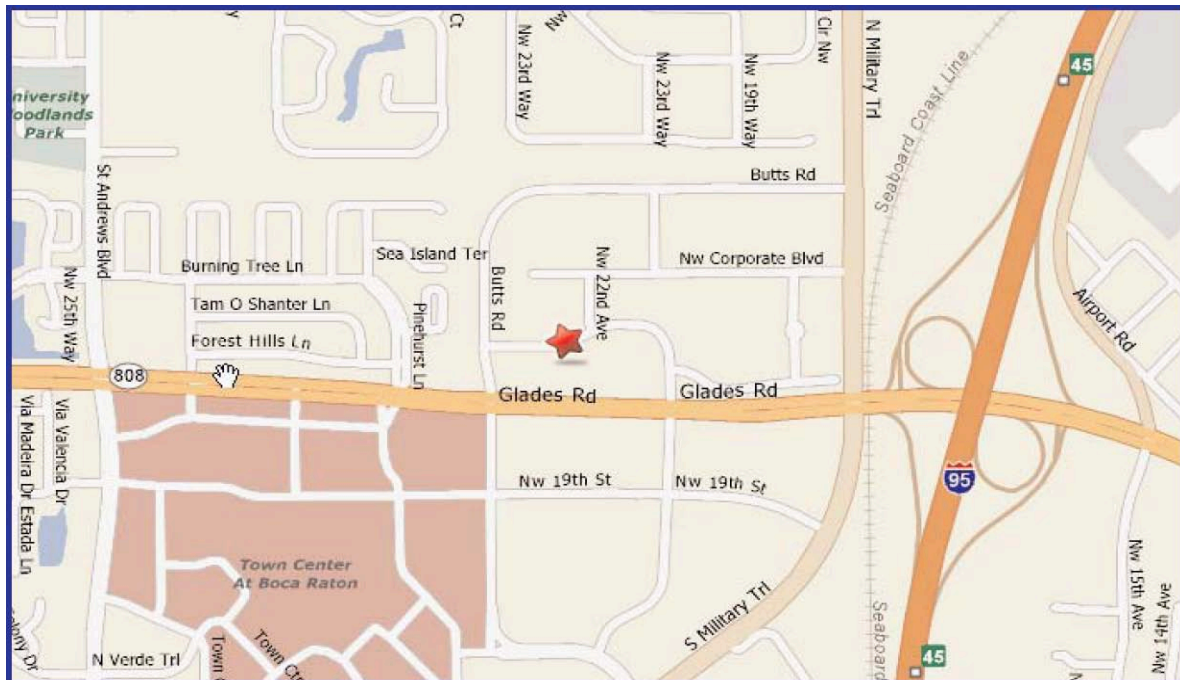 Ct
Nw
Cir Nw
N Military Trl
45
Nw 23rd Way
Nw 23rd Way
Nw 19th Way
Seaboard Coast Line
Park
St Andrews Blvd
Butts Rd
Sea Island Ter
Burning Tree Ln
Nw Corporate Blvd
Nw 25th Way
Butts Rd
Nw 22nd Ave
Tam O Shanter Ln
Pinehurst Ln
Airport Rd
Forest Hills Ln
808
Glades Rd
Glades Rd
Via Madeira Dr
Via Valencia Dr
Nw 19th St
Nw 19th St
95
Estada Ln
Town Center
At Boca Raton
Nw 15th Ave
Nw 14th Ave
S Military Trl
Seaboard
N Verde Trl
Town Ctr
45